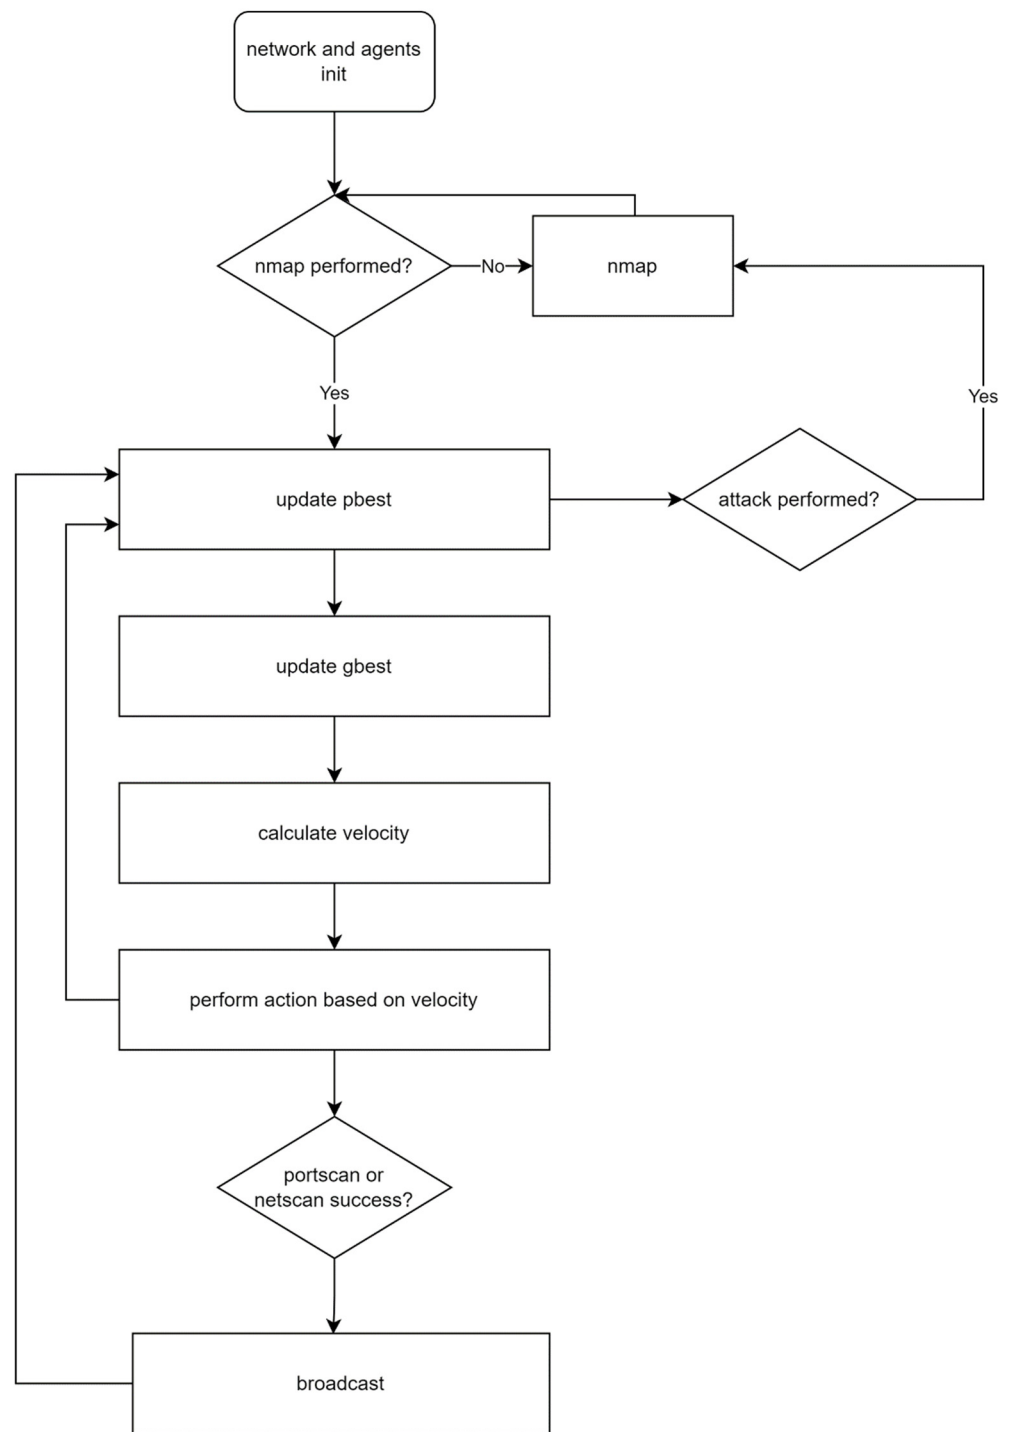 network and agents
init
nmap performed?
No
nmap
Yes
Yes
update pbest
attack performed?
update gbest
calculate velocity
perform action based on velocity
portscan or
netscan success?
broadcast